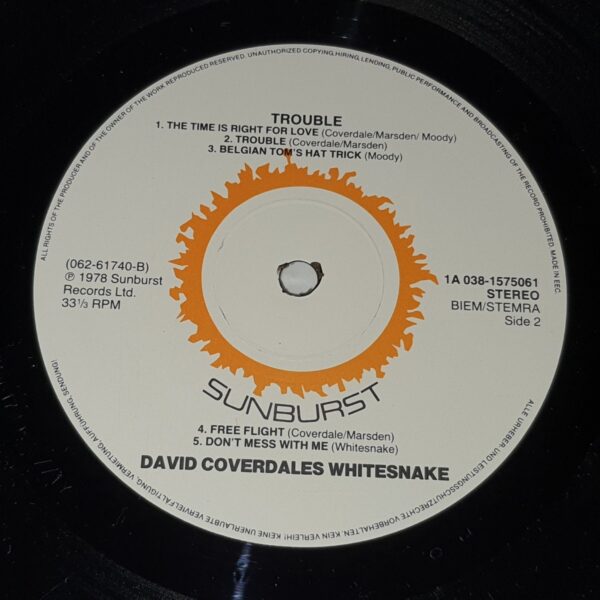 ALL RIGHTS OF THE PRODUCER AND OF THE OWNER OF THE WORK REPRODUCED RESERVED. UNAUTHORIZED COPYING, HIRING, LENDING, PUBLIC PERFORMANCE AND BROADCASTING OF THE RECORD PROHIBITED. MADE IN EEC.
TROUBLE
1. THE TIME IS RIGHT FOR LOVE (Coverdale/Marsden/ Moody)
2. TROUBLE (Coverdale/Marsden)
3. BELGIAN TOM'S HAT TRICK (Moody)
(062-61740-B)
℗ 1978 Sunburst
Records Ltd.
33⅓ RPM
1A 038-1575061
STEREO
BIEM/STEMRA
Side 2
SUNBURST
4. FREE FLIGHT (Coverdale/Marsden)
5. DON'T MESS WITH ME (Whitesnake)
DAVID COVERDALES WHITESNAKE
ALLE URHEBER UND LEISTUNGSSCHUTZRECHTE VORBEHALTEN. KEIN VERLEIH! KEINE UNERLAUBTE VERVIELFÄLTIGUNG, VERMIETUNG, AUFFÜHRUNG, SENDUNG!